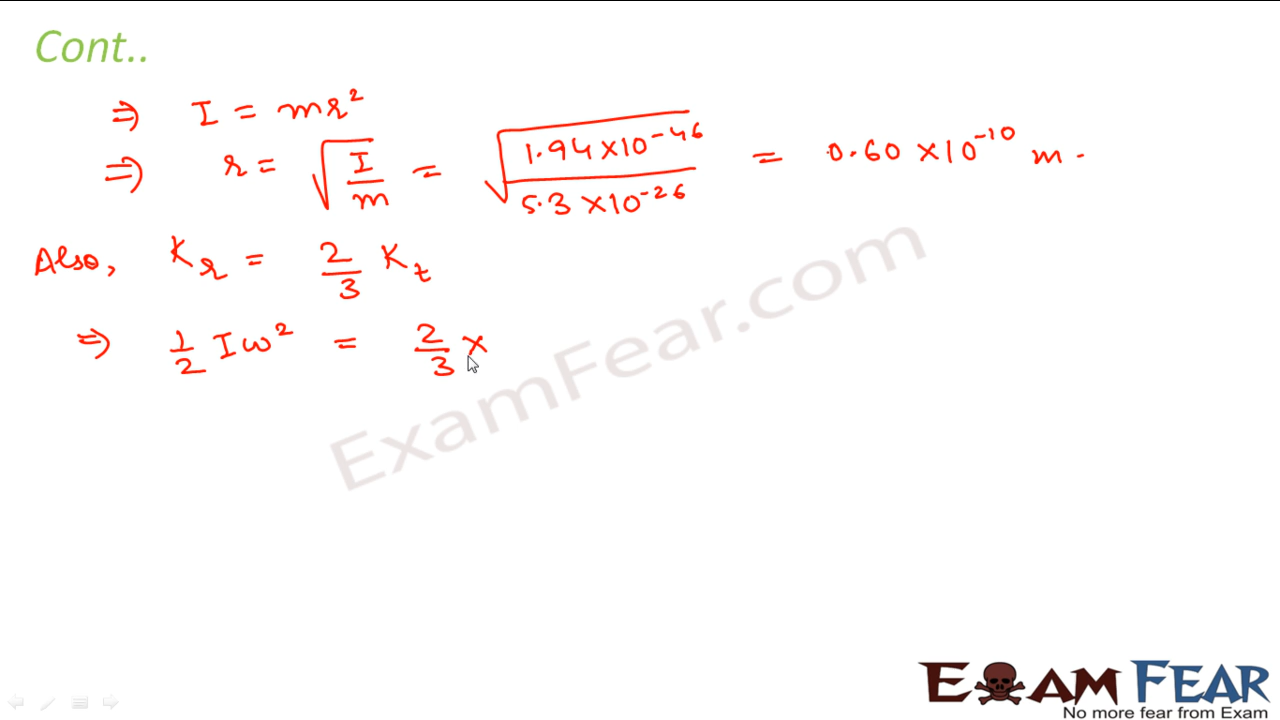 Cont..
⇒ I = mr²
⇒ r = √(I/m) = √(1.94 × 10⁻⁴⁶ / 5.3 × 10⁻²⁶) = 0.60 × 10⁻¹⁰ m.
Also, Kᵣ = 2/3 Kₜ
⇒ 1/2 Iω² = 2/3 ×
ExamFear.com
EXAM FEAR
No more fear from Exam